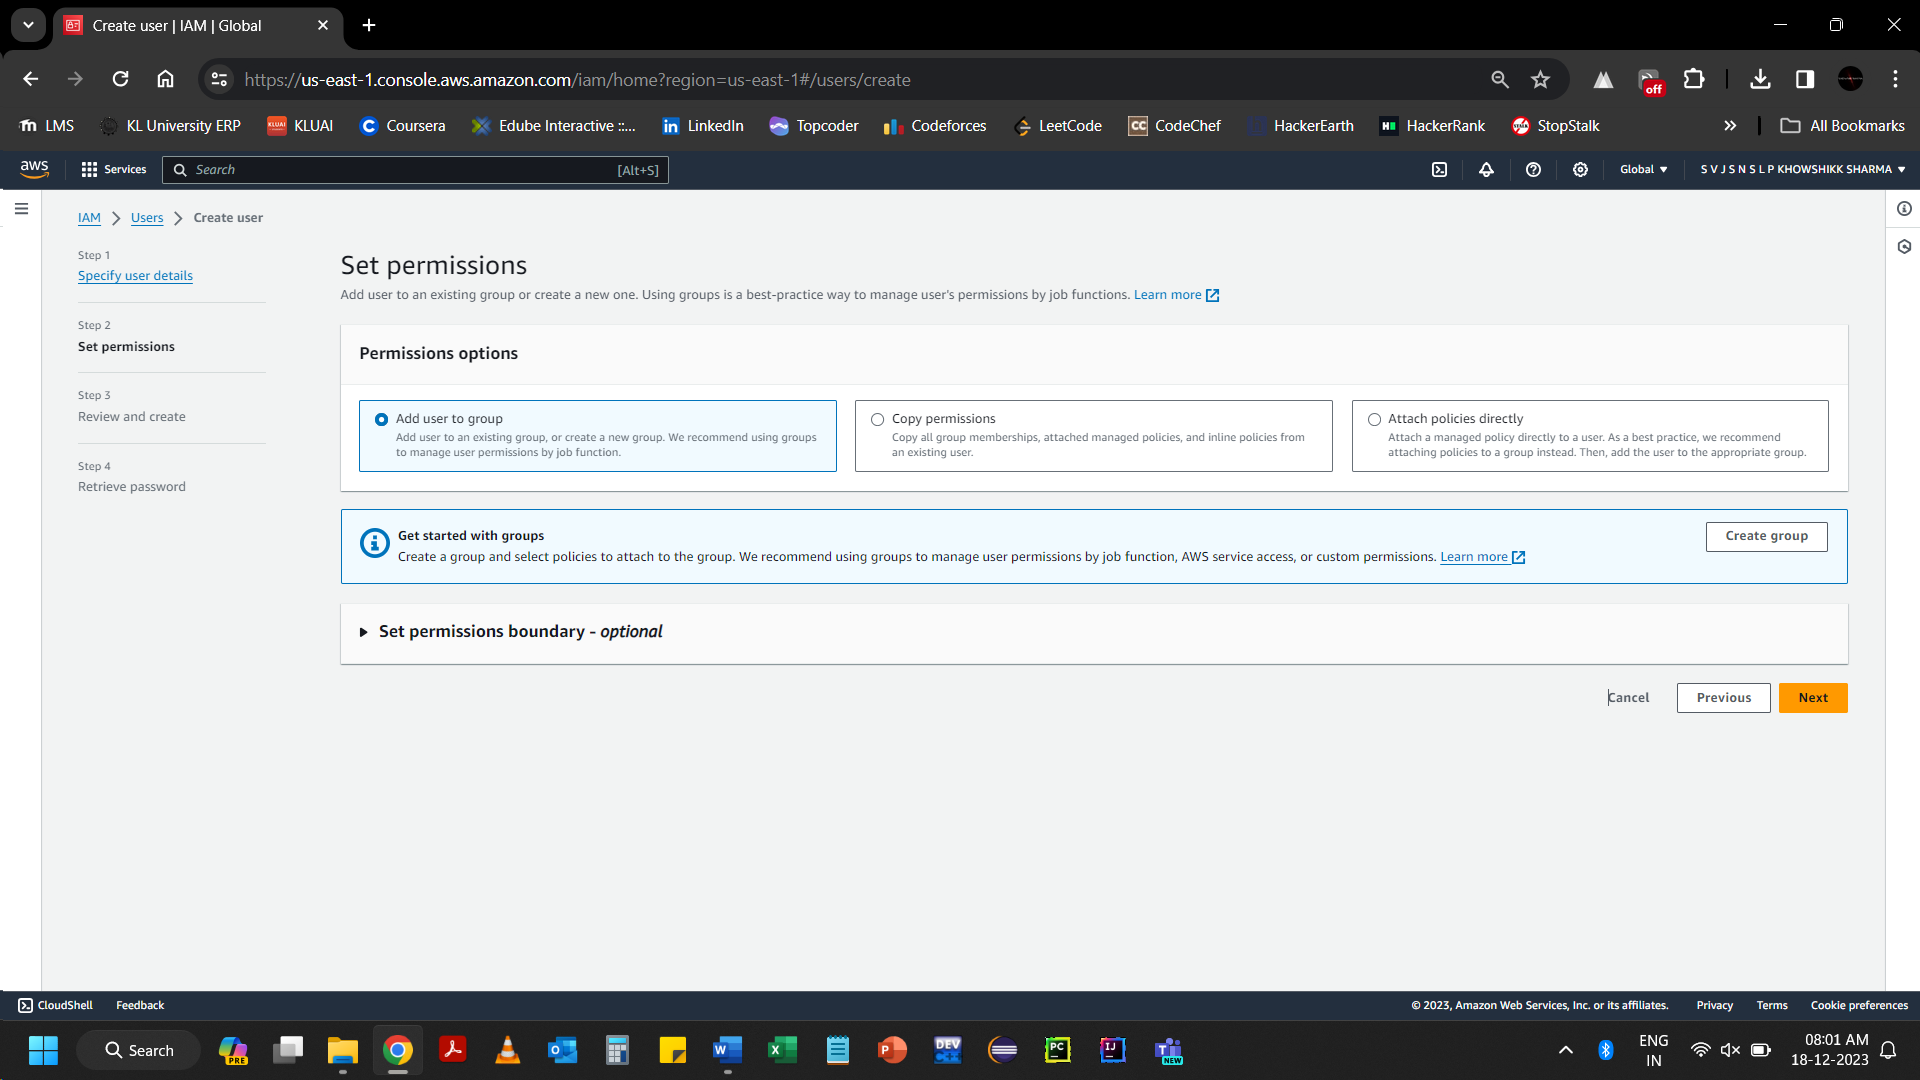 Create user | IAM | Global
https://us-east-1.console.aws.amazon.com/iam/home?region=us-east-1#/users/create
off
LMS
KL University ERP
KLUAI
KLUAI
Coursera
Edube Interactive ::...
in LinkedIn
Topcoder
Codeforces
LeetCode
CC CodeChef
HackerEarth
HackerRank
StopStalk
All Bookmarks
aws
Services
Search
[Alt+S]
Global
S V J S N S L P KHOWSHIKK SHARMA
IAM
Users
Create user
Step 1
Specify user details
Step 2
Set permissions
Step 3
Review and create
Step 4
Retrieve password
Set permissions
Add user to an existing group or create a new one. Using groups is a best-practice way to manage user's permissions by job functions. Learn more
Permissions options
Add user to group
Add user to an existing group, or create a new group. We recommend using groups
to manage user permissions by job function.
Copy permissions
Copy all group memberships, attached managed policies, and inline policies from
an existing user.
Attach policies directly
Attach a managed policy directly to a user. As a best practice, we recommend
attaching policies to a group instead. Then, add the user to the appropriate group.
Get started with groups
Create a group and select policies to attach to the group. We recommend using groups to manage user permissions by job function, AWS service access, or custom permissions. Learn more
Create group
Set permissions boundary - optional
Cancel
Previous
Next
CloudShell
Feedback
© 2023, Amazon Web Services, Inc. or its affiliates.
Privacy
Terms
Cookie preferences
Search
PRE
DEV
PC
IJ
NEW
ENG
IN
08:01 AM
18-12-2023